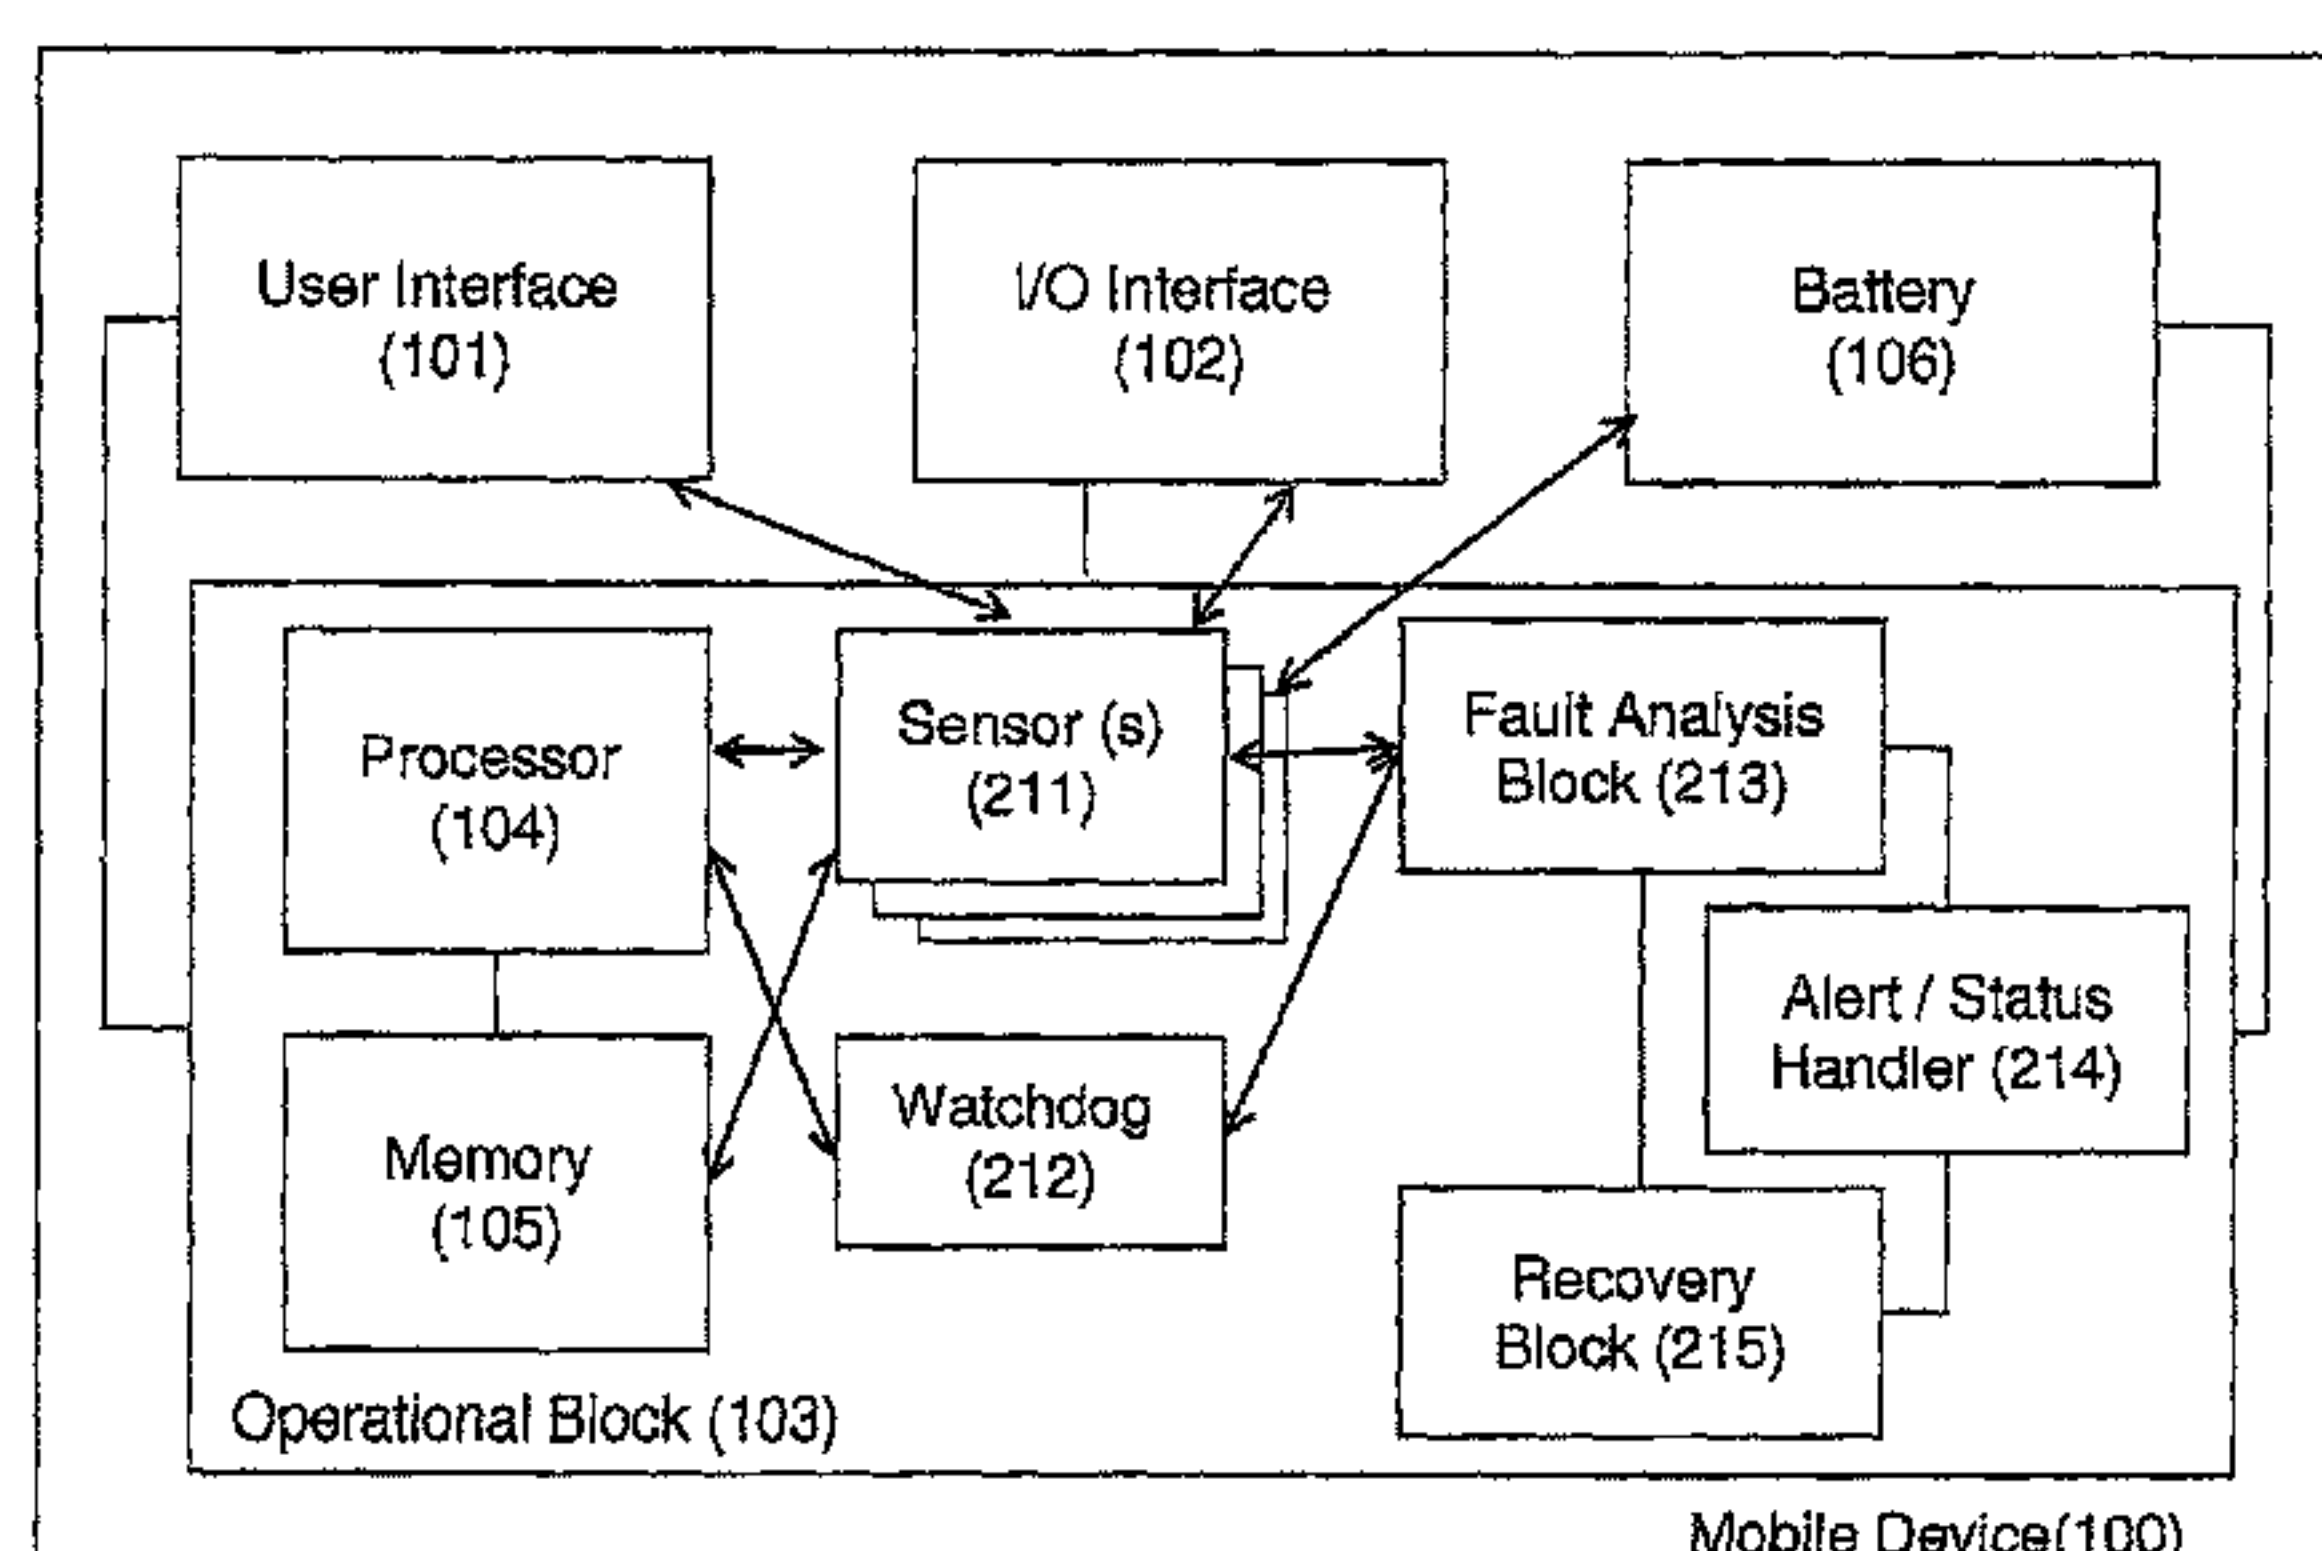 User Interface
(101)
I/O Interface
(102)
Battery
(106)
Processor
(104)
Sensor (s)
(211)
Fault Analysis
Block (213)
Alert / Status
Handler (214)
Memory
(105)
Watchdog
(212)
Recovery
Block (215)
Operational Block (103)
Mobile Device(100)